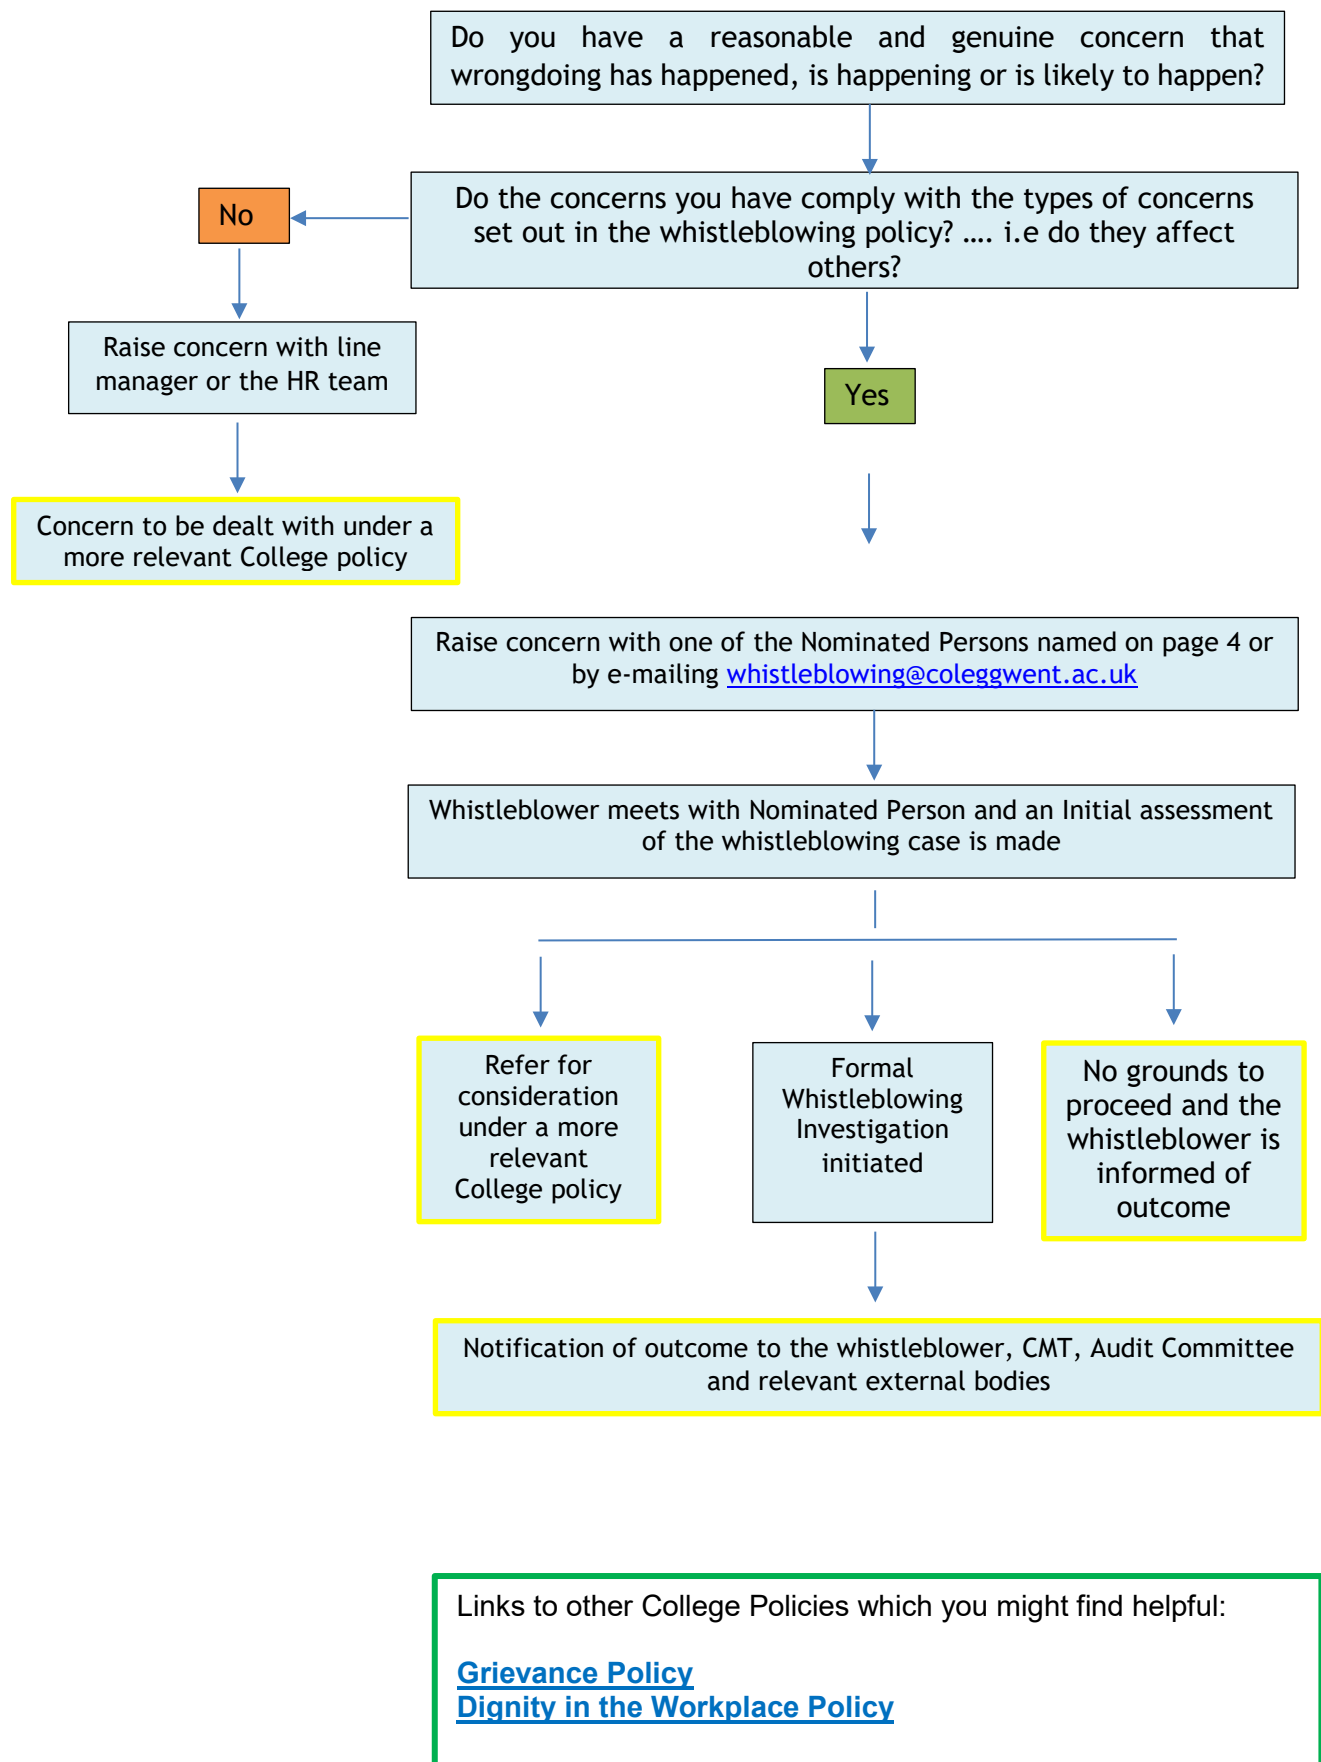 Do you have a reasonable and genuine concern that
wrongdoing has happened, is happening or is likely to happen?
Do the concerns you have comply with the types of concerns
set out in the whistleblowing policy? .... i.e do they affect
others?
No
Raise concern with line
manager or the HR team
Yes
Concern to be dealt with under a
more relevant College policy
Raise concern with one of the Nominated Persons named on page 4 or
by e-mailing whistleblowing@coleggwent.ac.uk
Whistleblower meets with Nominated Person and an Initial assessment
of the whistleblowing case is made
Refer for
consideration
under a more
relevant
College policy
Formal
Whistleblowing
Investigation
initiated
No grounds to
proceed and the
whistleblower is
informed of
outcome
Notification of outcome to the whistleblower, CMT, Audit Committee
and relevant external bodies
Links to other College Policies which you might find helpful:
Grievance Policy
Dignity in the Workplace Policy